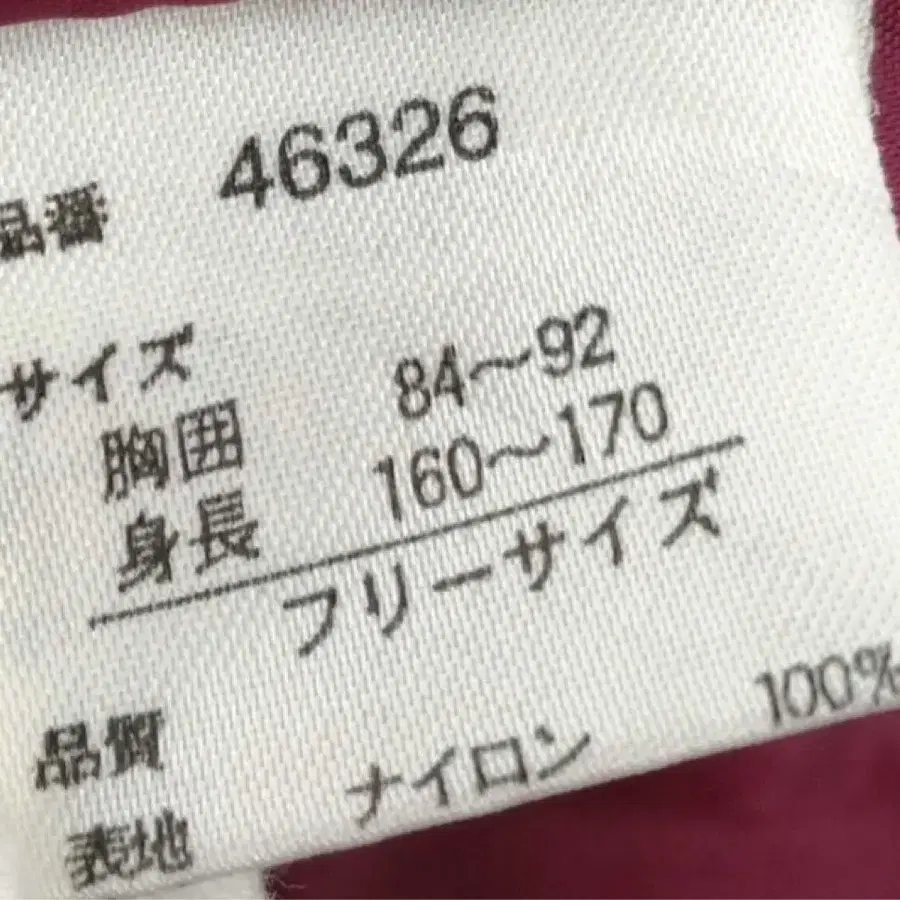 品番 46326
サイズ
胸囲 84〜92
身長 160〜170
フリーサイズ
品質
表地 ナイロン 100%